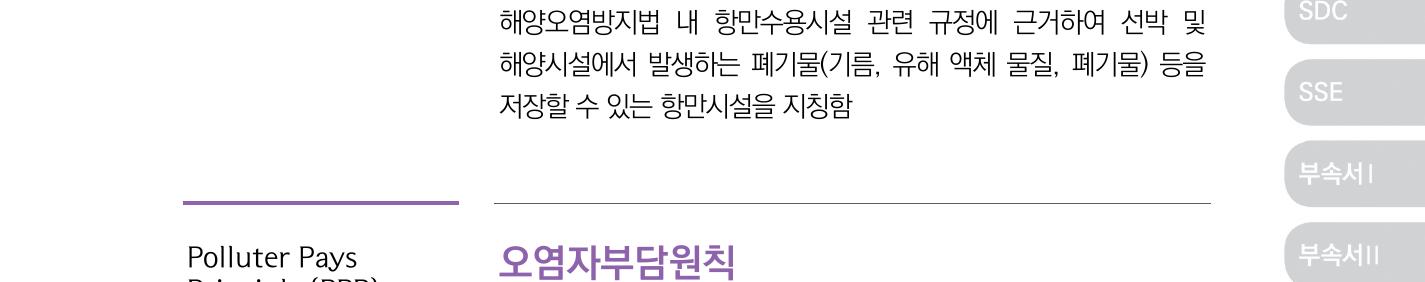 해양오염방지법 내 항만수용시설 관련 규정에 근거하여 선박 및
해양시설에서 발생하는 폐기물(기름, 유해 액체 물질, 폐기물) 등을
저장할 수 있는 항만시설을 지칭함
Polluter Pays
오염자부담원칙
SDC
SSE
부속서 I
부속서 II